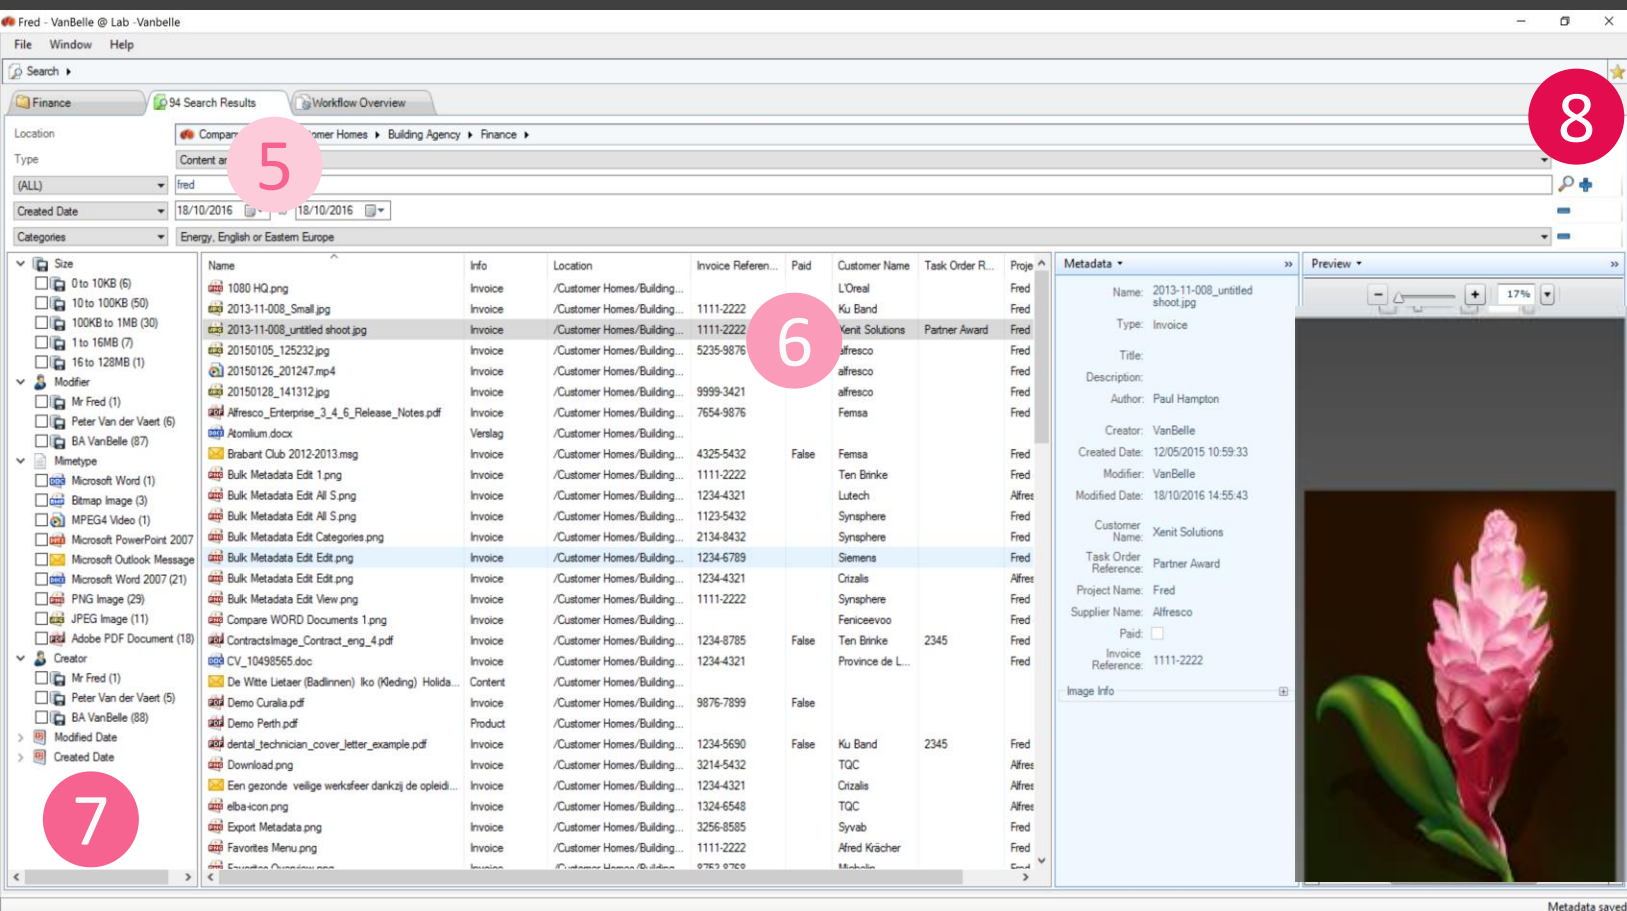 Fred - VanBelle @ Lab -Vanbelle
File Window Help
Search
Finance 94 Search Results Workflow Overview
8
Location
Customer Homes Building Agency Finance
Type
5
(ALL) fred
Created Date 18/10/2016 18/10/2016
Categories Energy, English or Eastern Europe
Size
0 to 10KB (6)
10 to 100KB (50)
100KB to 1MB (30)
1 to 16MB (7)
16 to 128MB (1)
Modifier
Mr Fred (1)
Peter Van der Vaert (6)
BA VanBelle (87)
Mimetype
Microsoft Word (1)
Bitmap Image (3)
MPEG4 Video (1)
Microsoft PowerPoint 2007
Microsoft Outlook Message
Microsoft Word 2007 (21)
PNG Image (29)
JPEG Image (11)
Adobe PDF Document (18)
Creator
Mr Fred (1)
Peter Van der Vaert (5)
BA VanBelle (88)
Modified Date
Created Date
7
Name Info Location Invoice Referen... Paid Customer Name Task Order R... Proje
1080 HQ.png Invoice /Customer Homes/Building... L'Oreal Fred
2013-11-008_Small.jpg Invoice /Customer Homes/Building... 1111-2222 Ku Band Fred
2013-11-008_untitled shoot.jpg Invoice /Customer Homes/Building... 1111-2222 Xenit Solutions Partner Award Fred
20150105_125232.jpg Invoice /Customer Homes/Building... 5235-9876 alfresco Fred
6
20150126_201247.mp4 Invoice /Customer Homes/Building... alfresco Fred
20150128_141312.jpg Invoice /Customer Homes/Building... 9999-3421 alfresco Fred
Alfresco_Enterprise_3_4_6_Release_Notes.pdf Invoice /Customer Homes/Building... 7654-9876 Femsa Fred
Atomlium.docx Verslag /Customer Homes/Building...
Brabant Club 2012-2013.msg Invoice /Customer Homes/Building... 4325-5432 False Femsa Fred
Bulk Metadata Edit 1.png Invoice /Customer Homes/Building... 1111-2222 Ten Brinke Fred
Bulk Metadata Edit All S.png Invoice /Customer Homes/Building... 1234-4321 Lutech Alfres
Bulk Metadata Edit All S.png Invoice /Customer Homes/Building... 1123-5432 Synsphere Fred
Bulk Metadata Edit Categories.png Invoice /Customer Homes/Building... 2134-8432 Synsphere Fred
Bulk Metadata Edit Edit.png Invoice /Customer Homes/Building... 1234-6789 Siemens Fred
Bulk Metadata Edit Edit.png Invoice /Customer Homes/Building... 1234-4321 Crizalis Alfres
Bulk Metadata Edit View.png Invoice /Customer Homes/Building... 1111-2222 Synsphere Fred
Compare WORD Documents 1.png Invoice /Customer Homes/Building... Feniceevoo Fred
ContractsImage_Contract_eng_4.pdf Invoice /Customer Homes/Building... 1234-8785 False Ten Brinke 2345 Fred
CV_10498565.doc Invoice /Customer Homes/Building... 1234-4321 Province de L... Fred
De Witte Lietaer (Badlinnen) Iko (Kleding) Holida... Content /Customer Homes/Building...
Demo Curalia.pdf Invoice /Customer Homes/Building... 9876-7899 False
Demo Perth.pdf Product /Customer Homes/Building...
dental_technician_cover_letter_example.pdf Invoice /Customer Homes/Building... 1234-5690 False Ku Band 2345 Fred
Download.png Invoice /Customer Homes/Building... 3214-5432 TQC Alfres
Een gezonde veilige werksfeer dankzij de opleidi... Invoice /Customer Homes/Building... 1234-4321 Crizalis Alfres
elba-icon.png Invoice /Customer Homes/Building... 1324-6548 TQC Alfres
Export Metadata.png Invoice /Customer Homes/Building... 3256-8585 Syvab Fred
Favorites Menu.png Invoice /Customer Homes/Building... 1111-2222 Afred Krächer Fred
Metadata
Name: 2013-11-008_untitled
shoot.jpg
Type: Invoice
Title:
Description:
Author: Paul Hampton
Creator: VanBelle
Created Date: 12/05/2015 10:59:33
Modifier: VanBelle
Modified Date: 18/10/2016 14:55:43
Customer
Name: Xenit Solutions
Task Order
Reference: Partner Award
Project Name: Fred
Supplier Name: Alfresco
Paid:
Invoice
Reference: 1111-2222
Image Info
Preview
17%
Metadata saved